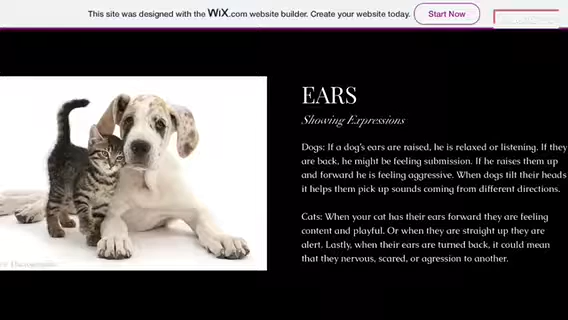 This site was designed with the WiX.com website builder. Create your website today. Start Now
EARS
Showing Expressions
Dogs: If a dog's ears are raised, he is relaxed or listening. If they
are back, he might be feeling submission. If he raises them up
and forward he is feeling aggressive. When dogs tilt their heads
it helps them pick up sounds coming from different directions.
Cats: When your cat has their ears forward they are feeling
content and playful. Or when they are straight up they are
alert. Lastly, when their ears are turned back, it could mean
that they nervous, scared, or agression to another.